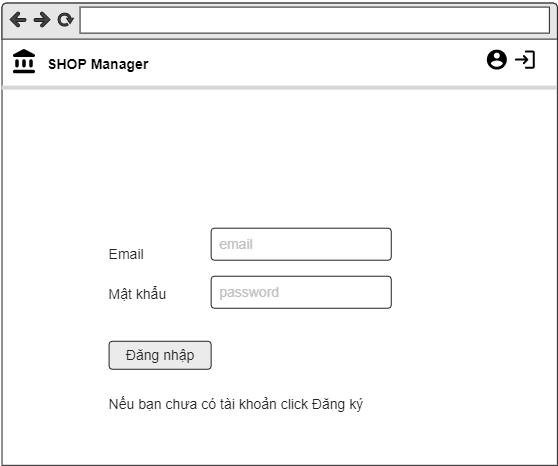 SHOP Manager
Email
email
Mật khẩu
password
Đăng nhập
Nếu bạn chưa có tài khoản click Đăng ký